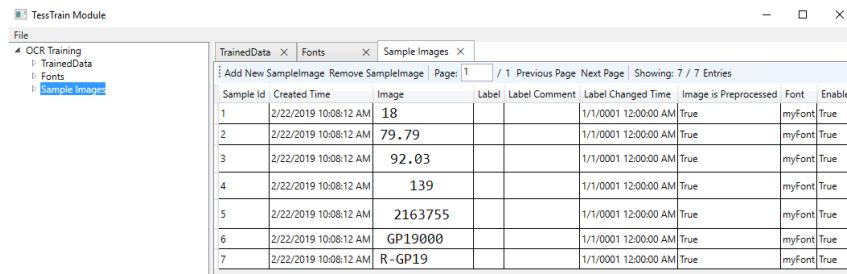 TessTrain Module
File
OCR Training
TrainedData
Fonts
Sample Images
TrainedData Fonts Sample Images
Add New SampleImage Remove SampleImage Page: 1 / 1 Previous Page Next Page Showing: 7 / 7 Entries
Sample Id Created Time Image Label Label Comment Label Changed Time Image is Preprocessed Font Enable
1 2/22/2019 10:08:12 AM 18 1/1/0001 12:00:00 AM True myFont True
2 2/22/2019 10:08:12 AM 79.79 1/1/0001 12:00:00 AM True myFont True
3 2/22/2019 10:08:12 AM 92.03 1/1/0001 12:00:00 AM True myFont True
4 2/22/2019 10:08:12 AM 139 1/1/0001 12:00:00 AM True myFont True
5 2/22/2019 10:08:12 AM 2163755 1/1/0001 12:00:00 AM True myFont True
6 2/22/2019 10:08:12 AM GP19000 1/1/0001 12:00:00 AM True myFont True
7 2/22/2019 10:08:12 AM R-GP19 1/1/0001 12:00:00 AM True myFont True